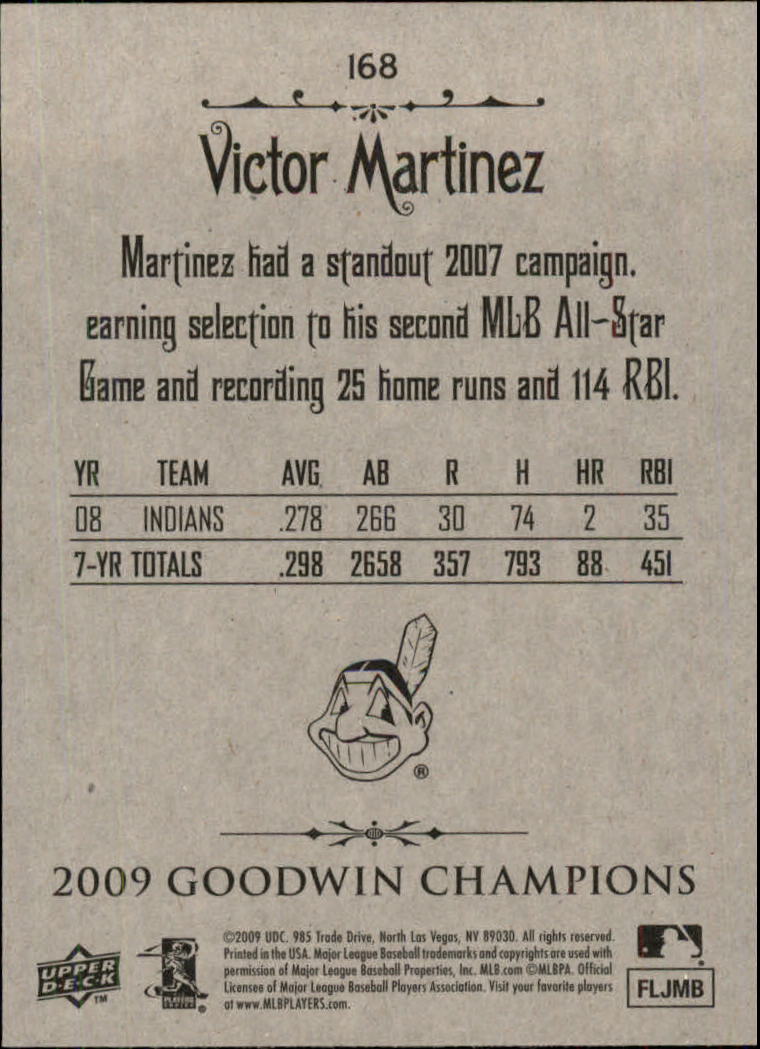 168
Victor Martinez
Martinez had a standout 2007 campaign,
earning selection to his second MLB All-Star
Game and recording 25 home runs and 114 RBI.
YR TEAM AVG AB R H HR RBI
08 INDIANS .278 266 30 74 2 35
7-YR TOTALS .298 2658 357 793 88 451
®
2009 GOODWIN CHAMPIONS
©2009 UDC. 985 Trade Drive, North Las Vegas, NV 89030. All rights reserved.
Printed in the USA. Major League Baseball trademarks and copyrights are used with
permission of Major League Baseball Properties, Inc. MLB.com ©MLBPA. Official
Licensee of Major League Baseball Players Association. Visit your favorite players
at www.MLBPLAYERS.com.
UPPER
D·E·C·K
TM
®
FLJMB